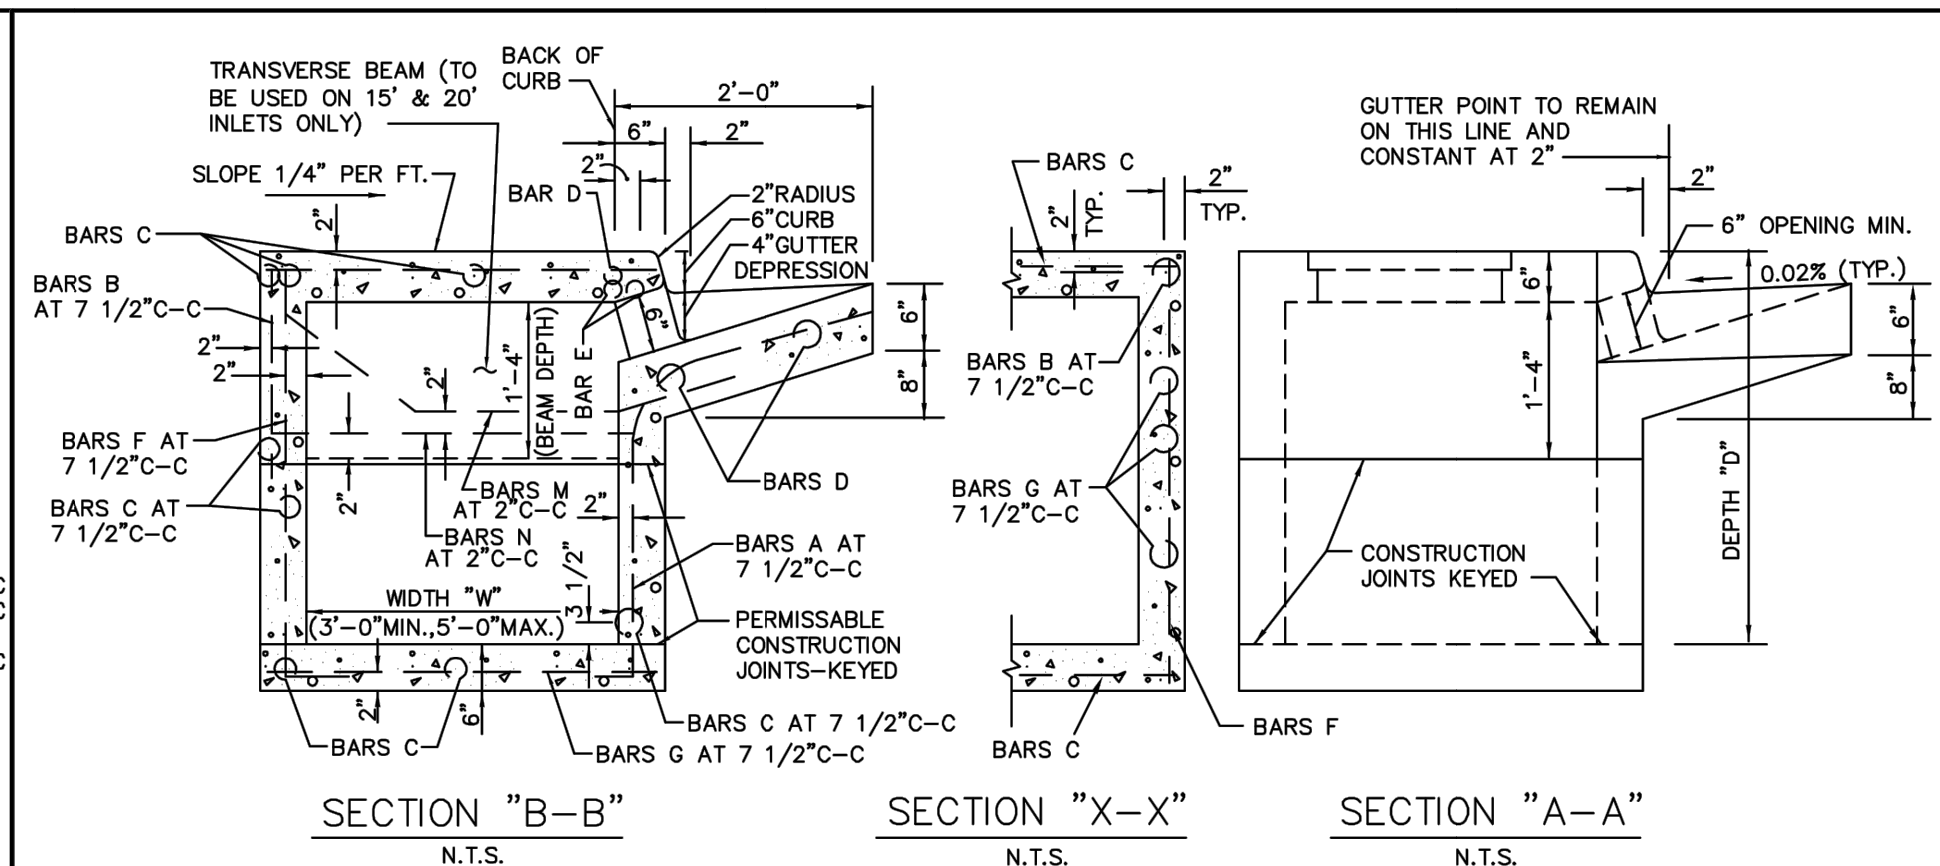 TRANSVERSE BEAM (TO
BE USED ON 15' & 20'
INLETS ONLY)
BACK OF
CURB
2'-0"
6"
2"
2"
SLOPE 1/4" PER FT.
BAR D
2"RADIUS
6"CURB
4"GUTTER
DEPRESSION
2"
BARS C
BARS B
AT 7 1/2"C-C
2"
2"
6"
6"
8"
1'-4"
(BEAM DEPTH)
BAR E
2"
BARS F AT
7 1/2"C-C
BARS C AT
7 1/2"C-C
2"
BARS M
AT 2"C-C
BARS N
AT 2"C-C
2"
BARS D
BARS A AT
7 1/2"C-C
3 1/2"
WIDTH "W"
(3'-0"MIN.,5'-0"MAX.)
PERMISSABLE
CONSTRUCTION
JOINTS-KEYED
2"
6"
BARS C
BARS C AT 7 1/2"C-C
BARS G AT 7 1/2"C-C
SECTION "B-B"
N.T.S.
BARS C
2"
TYP.
2"
TYP.
BARS B AT
7 1/2"C-C
BARS G AT
7 1/2"C-C
BARS F
BARS C
SECTION "X-X"
N.T.S.
GUTTER POINT TO REMAIN
ON THIS LINE AND
CONSTANT AT 2"
2"
6" OPENING MIN.
0.02% (TYP.)
6"
6"
8"
1'-4"
DEPTH "D"
CONSTRUCTION
JOINTS KEYED
SECTION "A-A"
N.T.S.